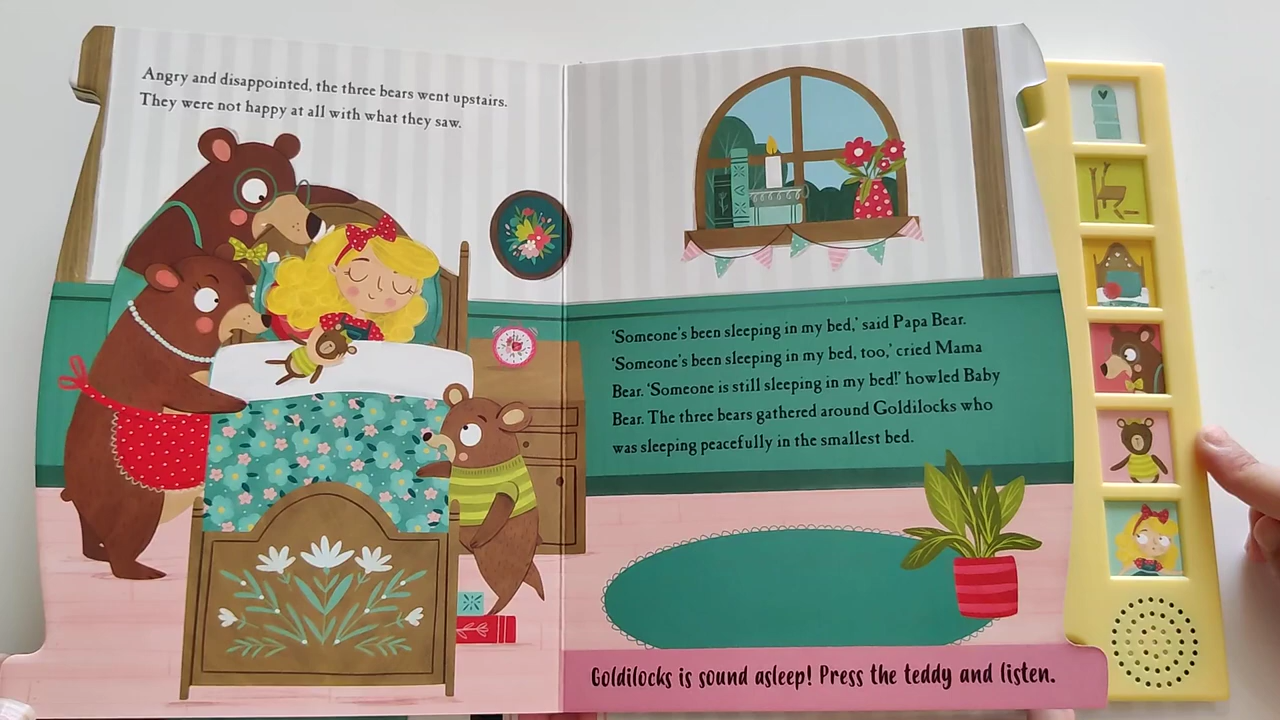 Angry and disappointed, the three bears went upstairs.
They were not happy at all with what they saw.
‘Someone’s been sleeping in my bed,’ said Papa Bear.
‘Someone’s been sleeping in my bed, too,’ cried Mama
Bear. ‘Someone is still sleeping in my bed!’ howled Baby
Bear. The three bears gathered around Goldilocks who
was sleeping peacefully in the smallest bed.
Goldilocks is sound asleep! Press the teddy and listen.